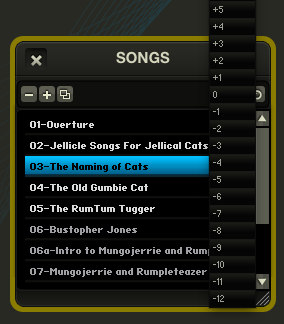 SONGS
01-Overture
02-Jellicle Songs For Jellical Cats
03-The Naming of Cats
04-The Old Gumbie Cat
05-The RumTum Tugger
06-Bustopher Jones
06a-Intro to Mungojerrie and Rump
07-Mungojerrie and Rumpleteazer
+5
+4
+3
+2
+1
0
-1
-2
-3
-4
-5
-6
-7
-8
-9
-10
-11
-12